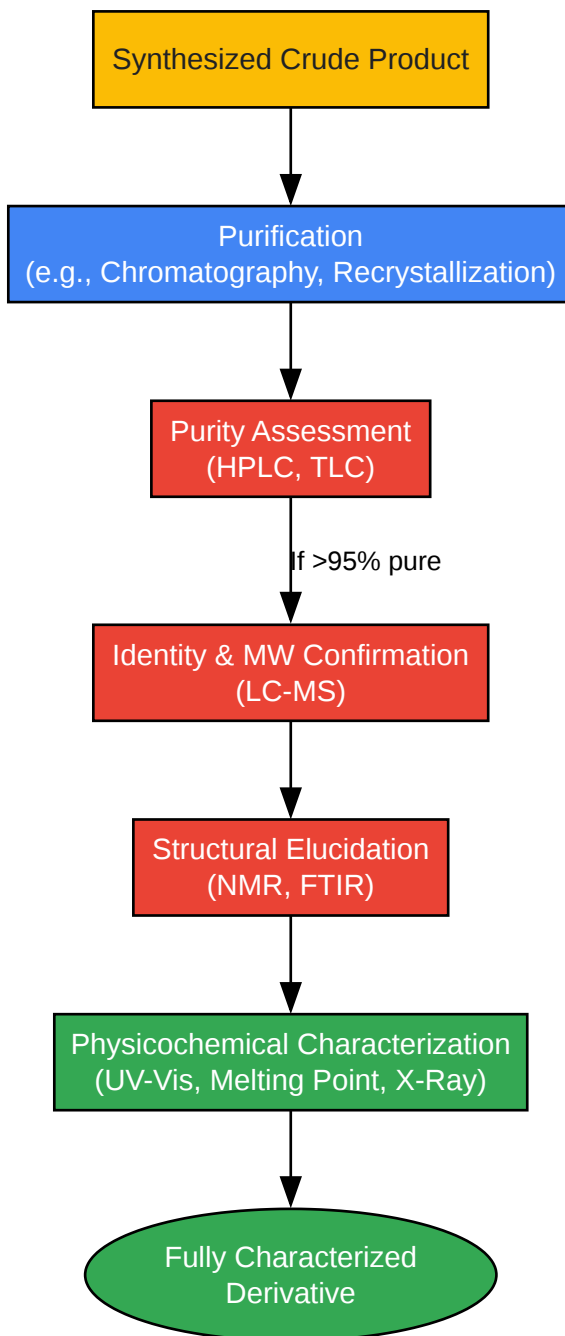 Synthesized Crude Product
Purification
(e.g., Chromatography, Recrystallization)
Purity Assessment
(HPLC, TLC)
If >95% pure
Identity & MW Confirmation
(LC-MS)
Structural Elucidation
(NMR, FTIR)
Physicochemical Characterization
(UV-Vis, Melting Point, X-Ray)
Fully Characterized
Derivative